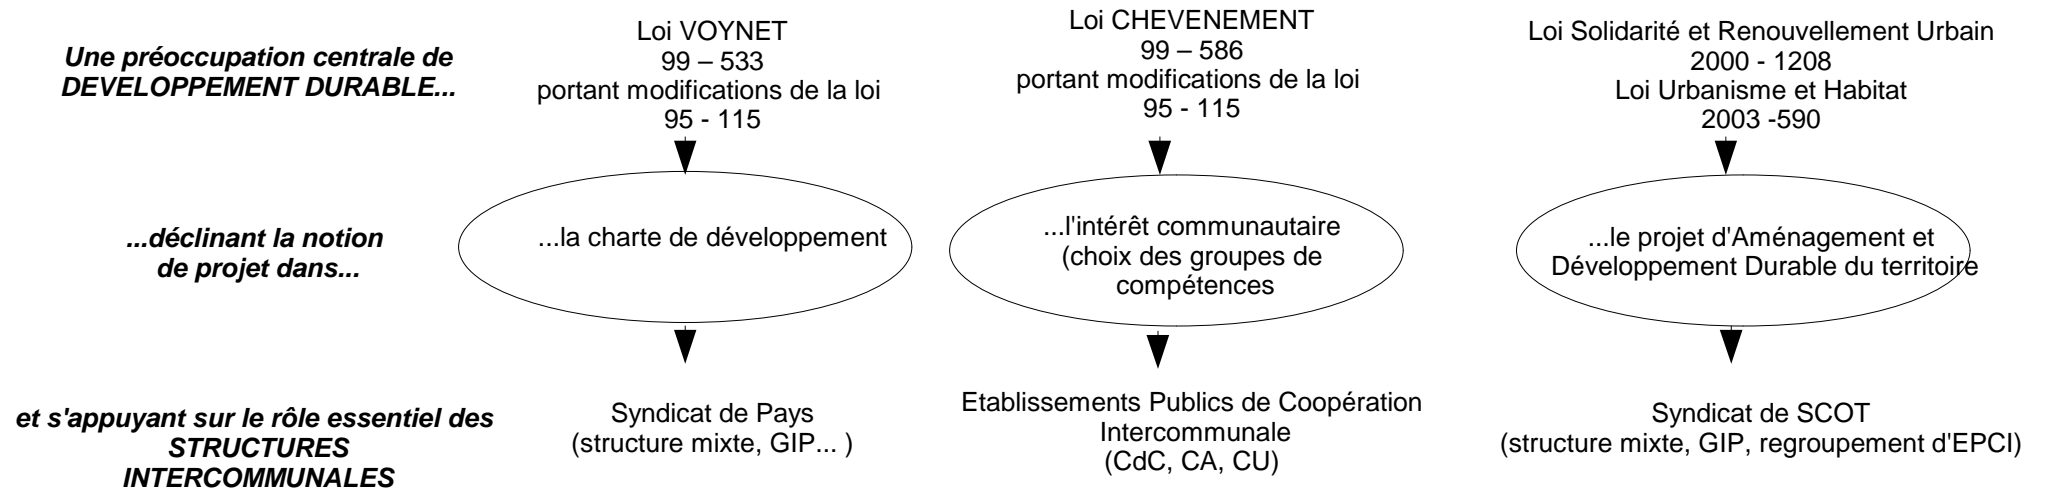 Une préoccupation centrale de
DEVELOPPEMENT DURABLE...
Loi VOYNET
99 – 533
portant modifications de la loi
95 - 115
Loi CHEVENEMENT
99 – 586
portant modifications de la loi
95 - 115
Loi Solidarité et Renouvellement Urbain
2000 - 1208
Loi Urbanisme et Habitat
2003 -590
...déclinant la notion
de projet dans...
...la charte de développement
...l'intérêt communautaire
(choix des groupes de
compétences
...le projet d'Aménagement et
Développement Durable du territoire
et s'appuyant sur le rôle essentiel des
STRUCTURES
INTERCOMMUNALES
Syndicat de Pays
(structure mixte, GIP... )
Etablissements Publics de Coopération
Intercommunale
(CdC, CA, CU)
Syndicat de SCOT
(structure mixte, GIP, regroupement d'EPCI)